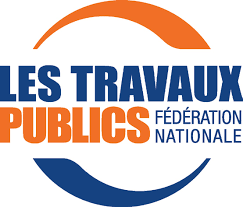 LES TRAVAUX
PUBLICS FÉDÉRATION
NATIONALE